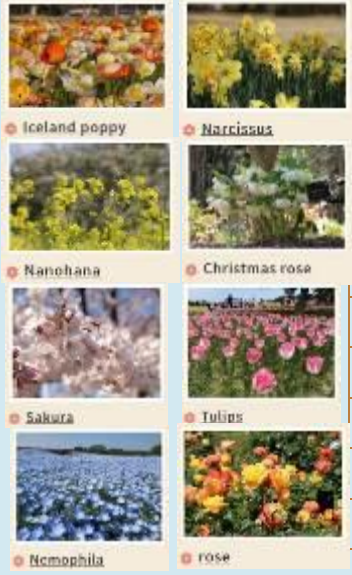 Iceland poppy
Narcissus
Nanohana
Christmas rose
Sakura
Tulips
Nemophila
rose